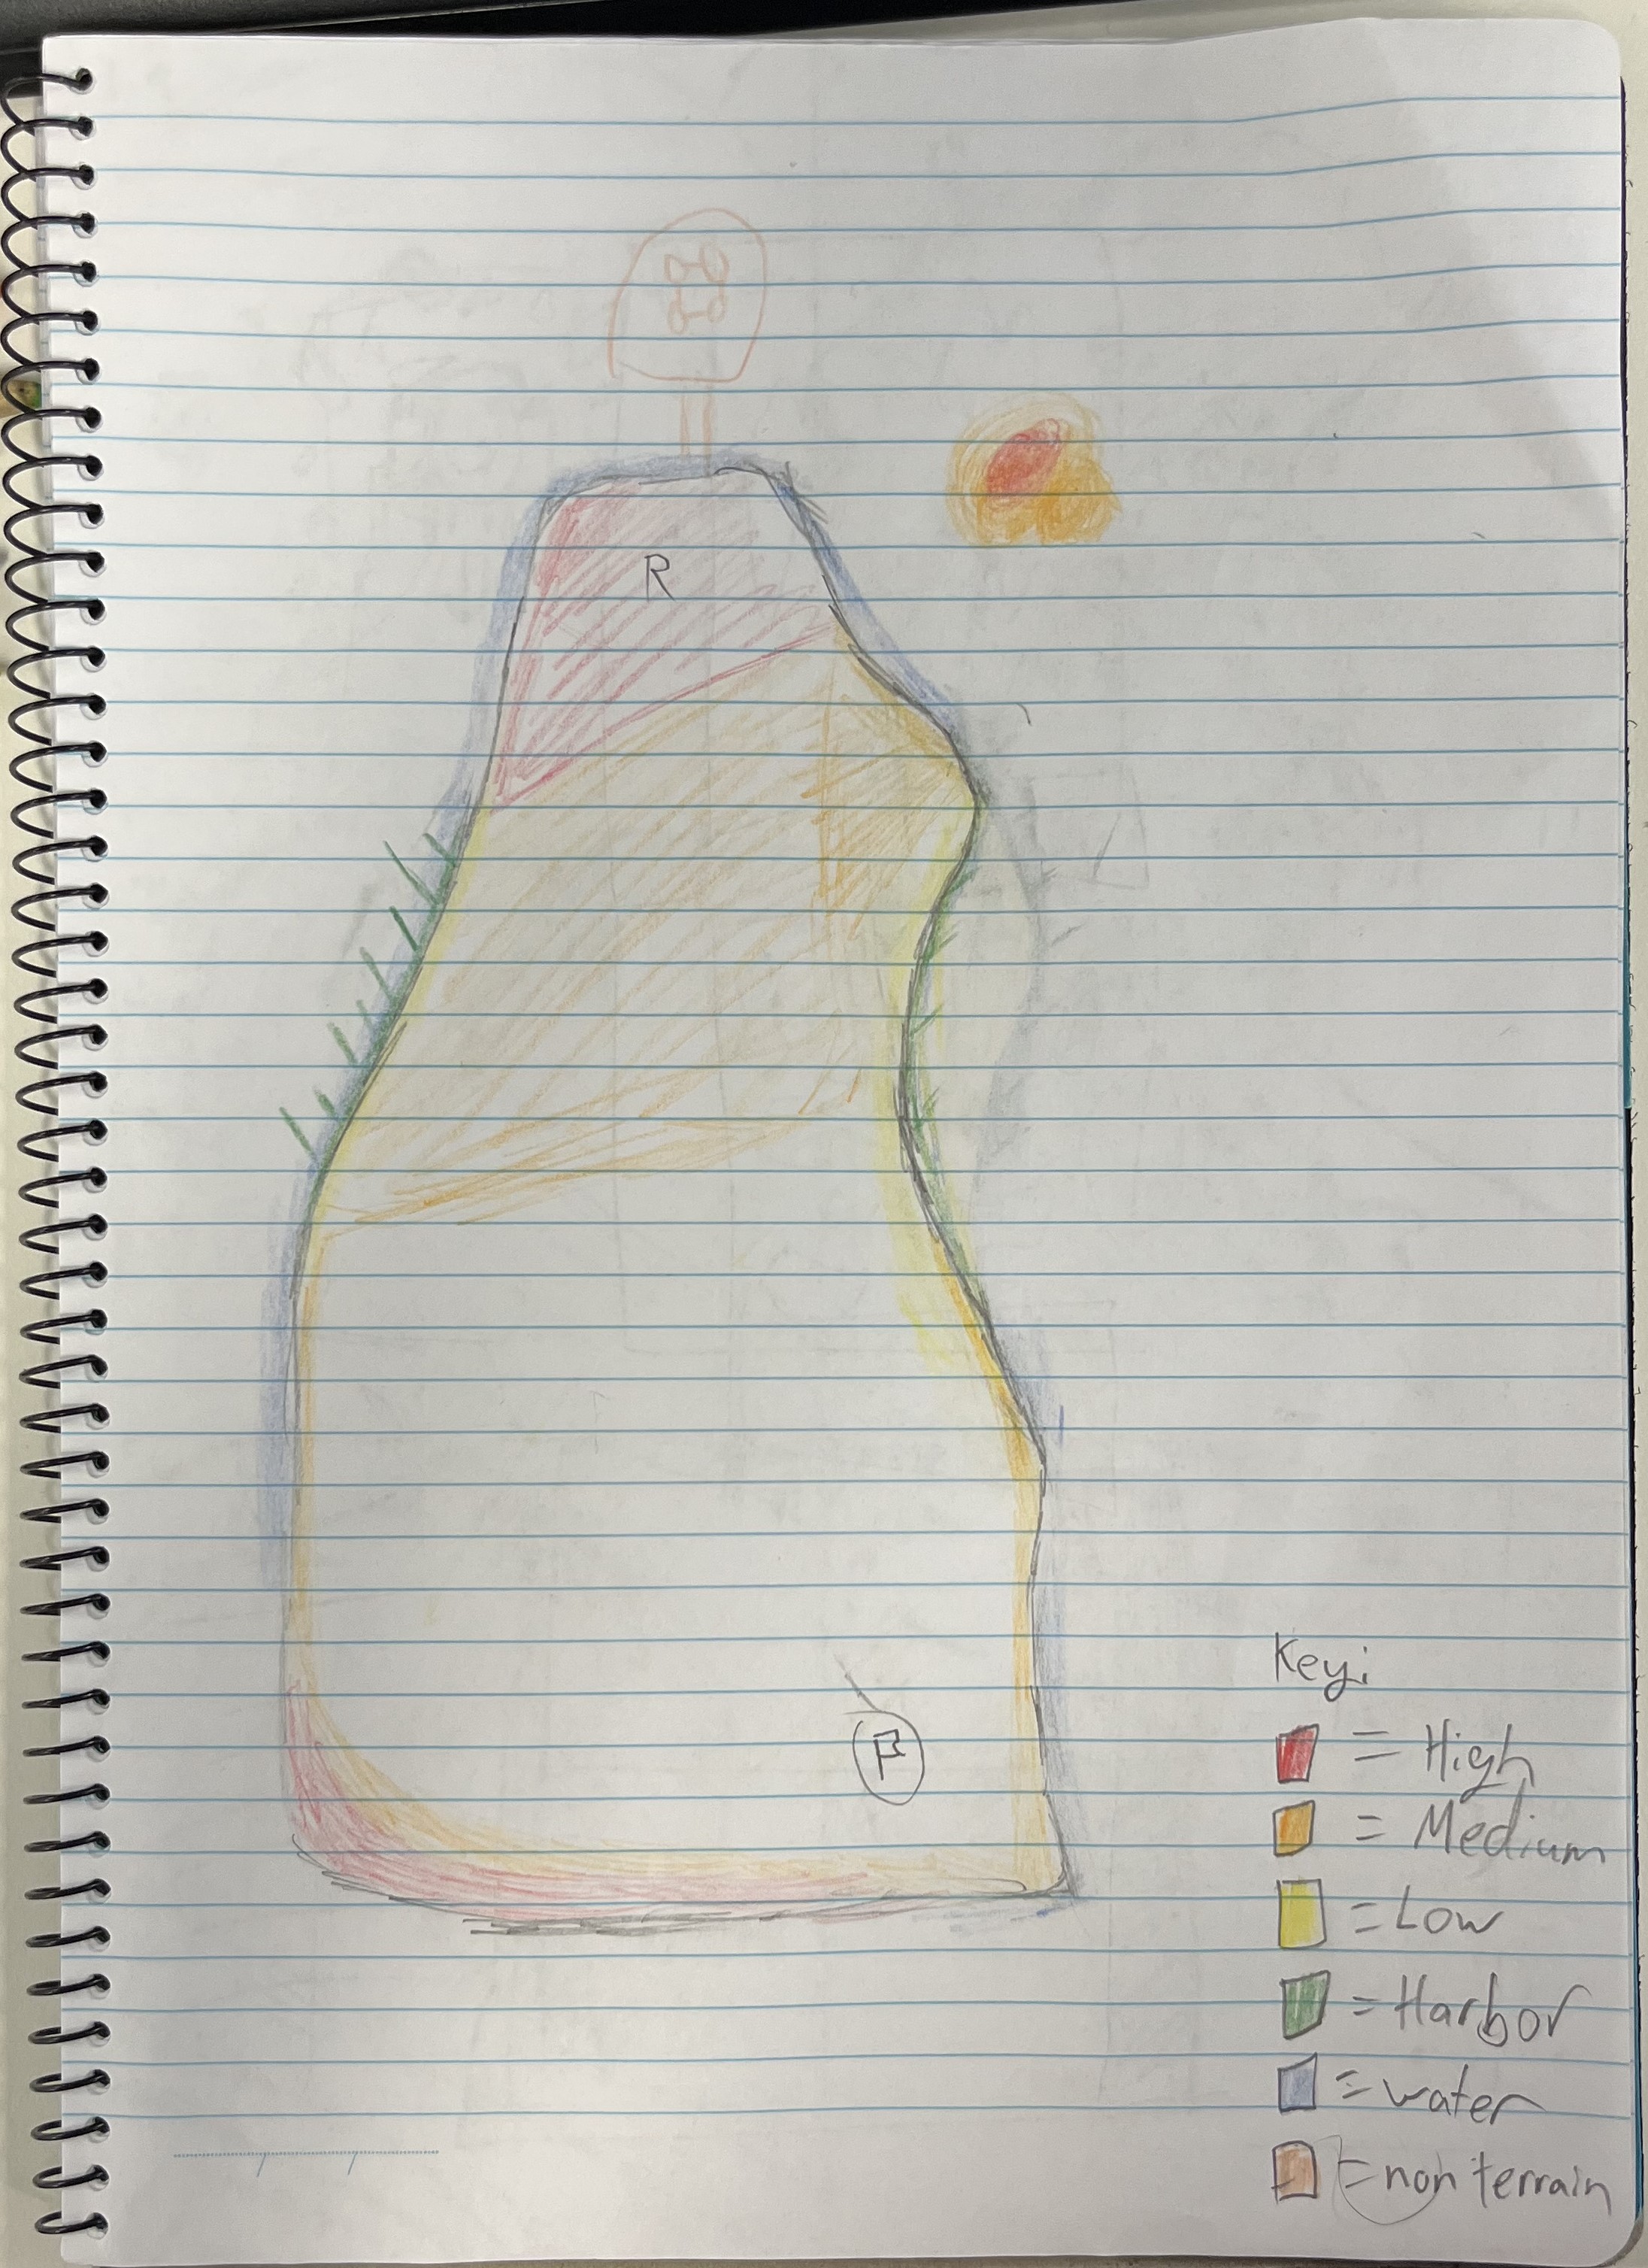 R
P
Key:
= High
= Medium
= Low
= Harbor
= water
= non terrain